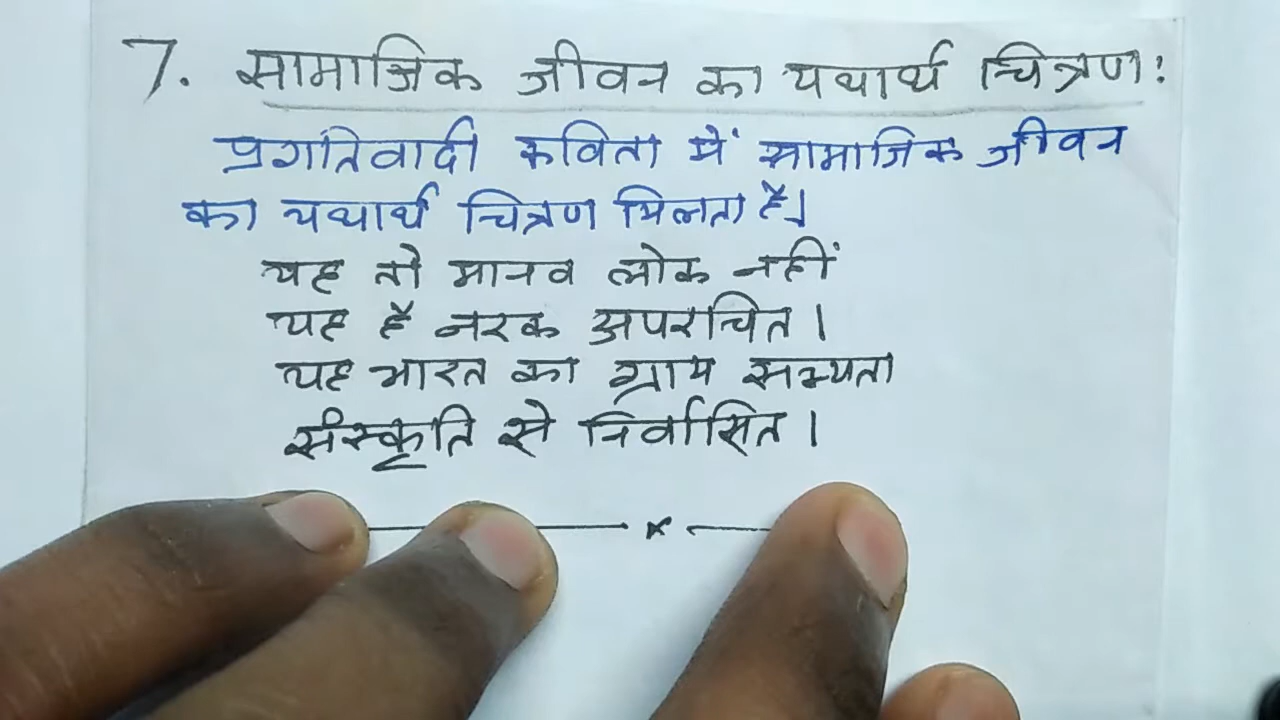 7. सामाजिक जीवन का यथार्थ चित्रण:
प्रगतिवादी कविता में सामाजिक जीवन
का यथार्थ चित्रण मिलता है।
यह तो मानव लोक नहीं
यह है नरक अपरचित।
यह भारत का ग्राम सभ्यता
संस्कृति से निर्वासित।